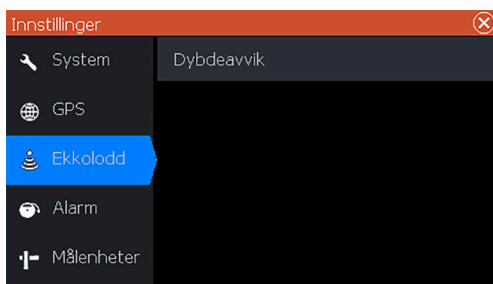 Innstillinger
System
Dybdeavvik
GPS
Ekkolodd
Alarm
Målenheter